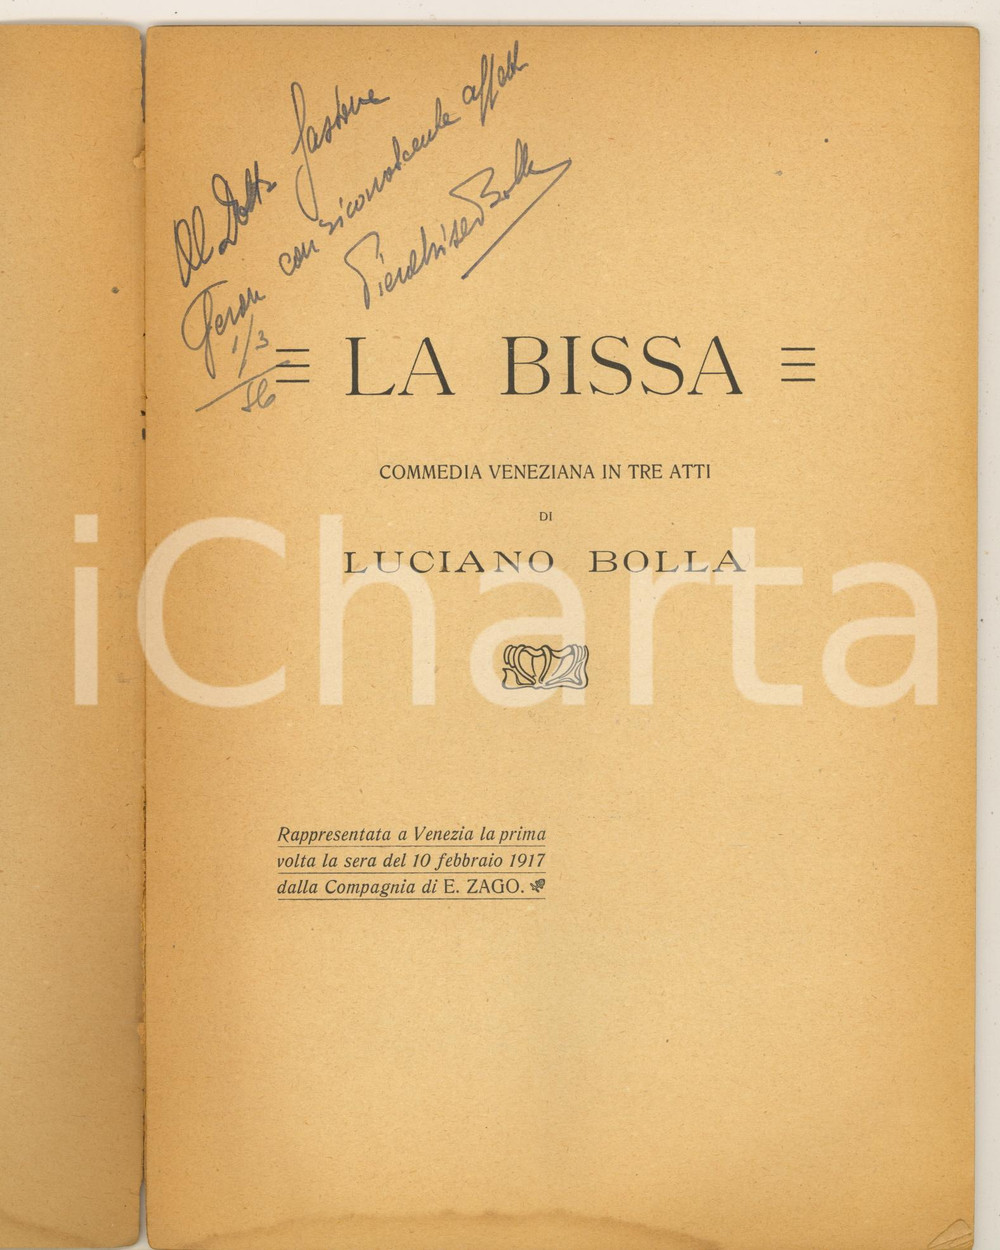 Al Dott.
Gastone
Geron
con riconoscente affett
Bolla
1/3
56
LA BISSA
COMMEDIA VENEZIANA IN TRE ATTI
DI
LUCIANO BOLLA
iCharta
Rappresentata a Venezia la prima
volta la sera del 10 febbraio 1917
dalla Compagnia di E. ZAGO.